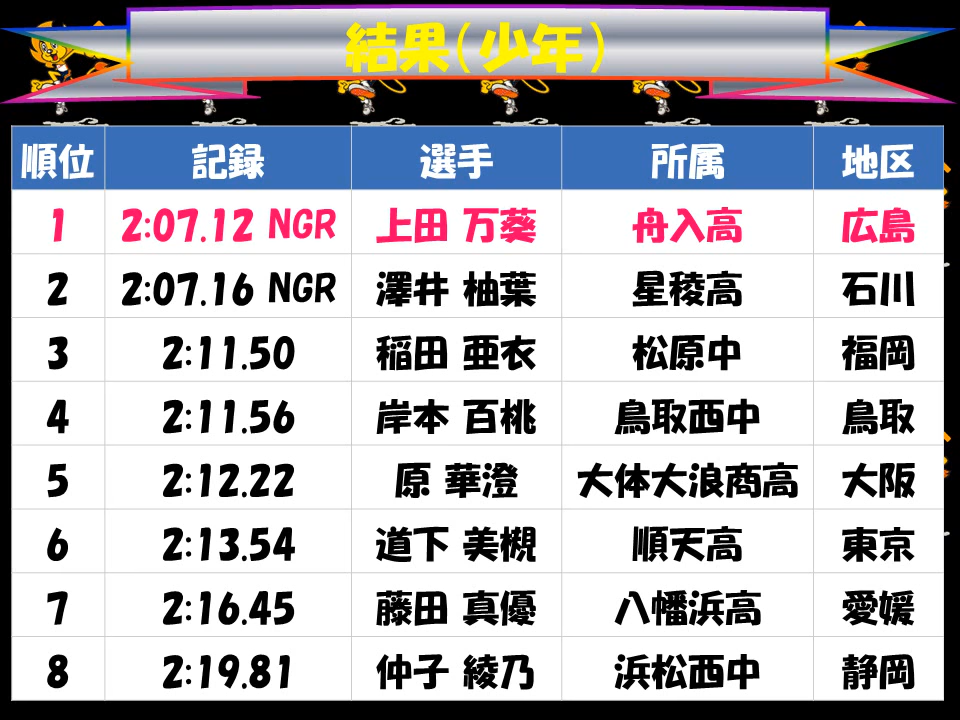 結果(少年)
順位 記録 選手 所属 地区
1 2:07.12 NGR 上田 万葵 舟入高 広島
2 2:07.16 NGR 澤井 柚葉 星稜高 石川
3 2:11.50 稲田 亜衣 松原中 福岡
4 2:11.56 岸本 百桃 鳥取西中 鳥取
5 2:12.22 原 華澄 大体大浪商高 大阪
6 2:13.54 道下 美槻 順天高 東京
7 2:16.45 藤田 真優 八幡浜高 愛媛
8 2:19.81 仲子 綾乃 浜松西中 静岡